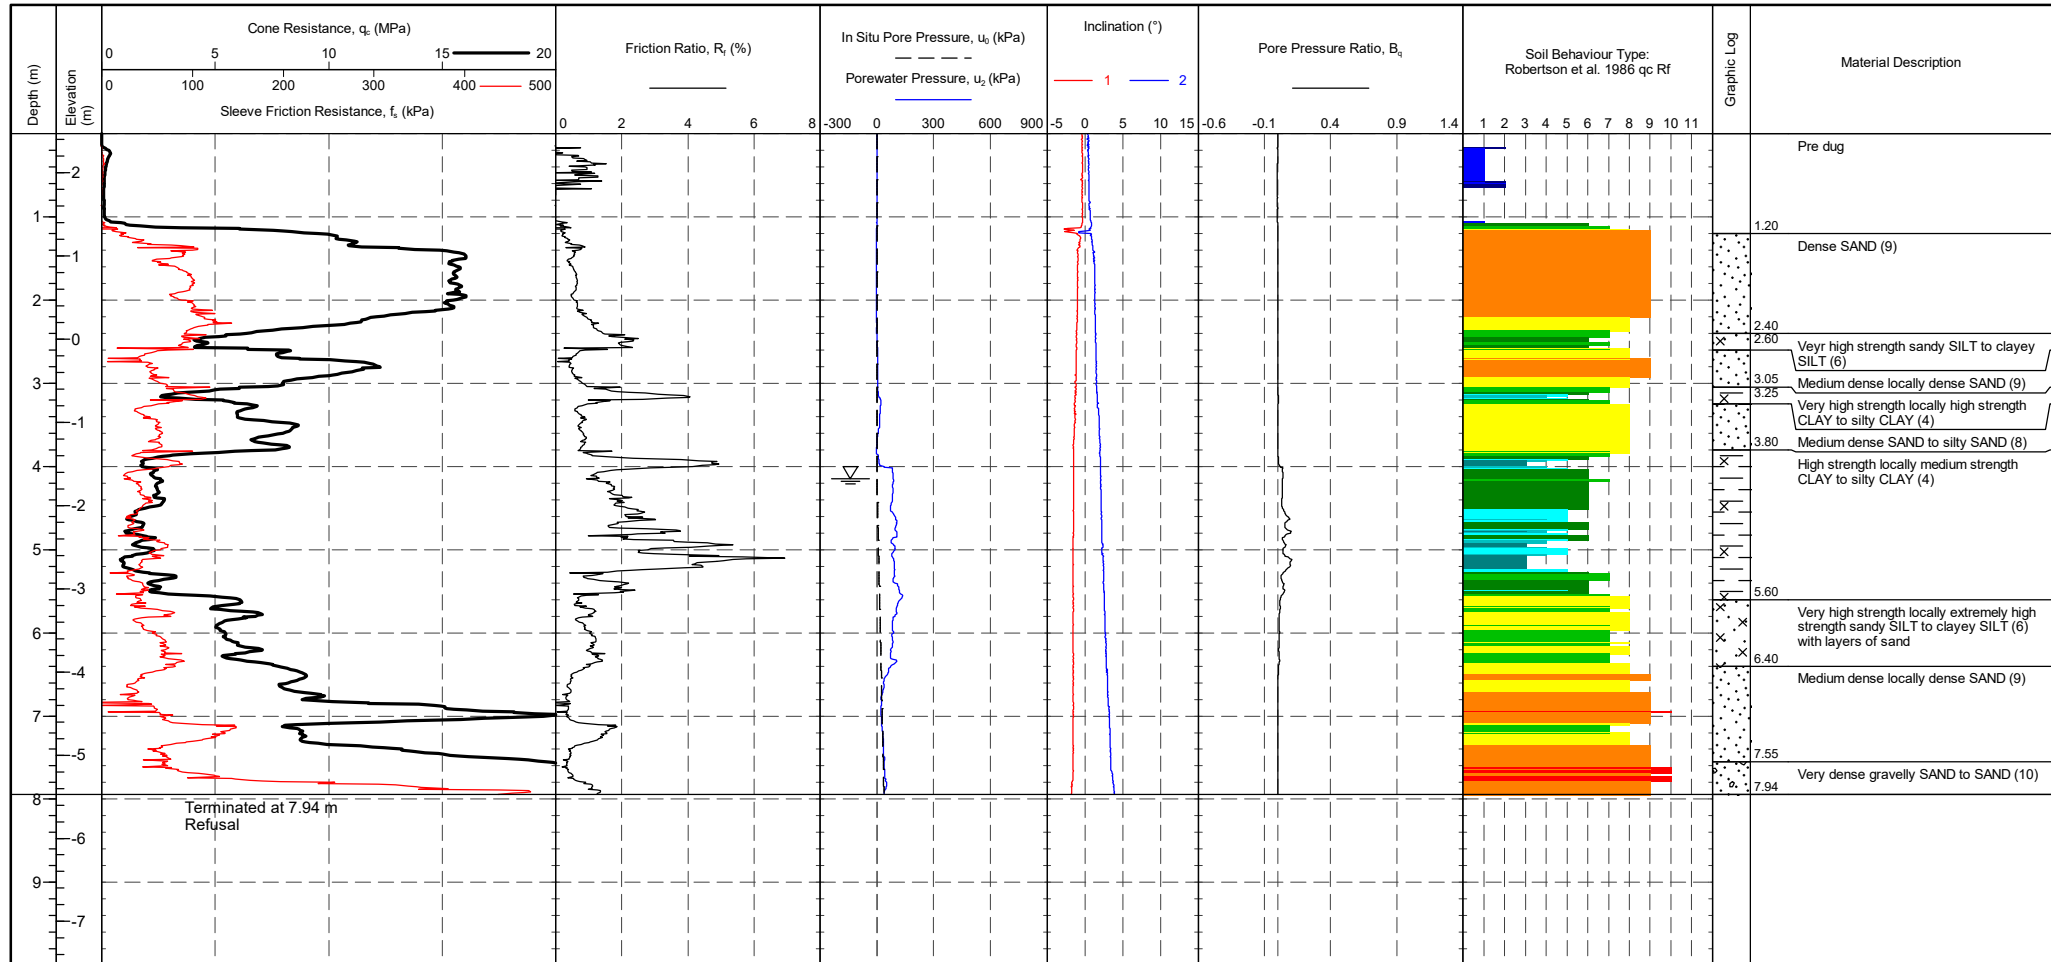 Depth (m)
Elevation (m)
Cone Resistance, qc (MPa)
0 5 10 15 20
0 100 200 300 400 500
Sleeve Friction Resistance, fs (kPa)
Friction Ratio, Rf (%)
0 2 4 6 8
In Situ Pore Pressure, u0 (kPa)
Porewater Pressure, u2 (kPa)
-300 0 300 600 900
Inclination (°)
1 2
-5 0 5 10 15
Pore Pressure Ratio, Bq
-0.6 -0.1 0.4 0.9 1.4
Soil Behaviour Type:
Robertson et al. 1986 qc Rf
1 2 3 4 5 6 7 8 9 10 11
Graphic Log
Material Description
Pre dug
2
1
1.20
Dense SAND (9)
1
2
2.40
0
2.60
Veyr high strength sandy SILT to clayey
SILT (6)
3
3.05
Medium dense locally dense SAND (9)
3.25
Very high strength locally high strength
CLAY to silty CLAY (4)
-1
3.80
Medium dense SAND to silty SAND (8)
4
High strength locally medium strength
CLAY to silty CLAY (4)
-2
5
-3
5.60
Very high strength locally extremely high
strength sandy SILT to clayey SILT (6)
with layers of sand
6
6.40
-4
Medium dense locally dense SAND (9)
7
-5
7.55
Very dense gravelly SAND to SAND (10)
7.94
8
Terminated at 7.94 m
Refusal
-6
9
-7